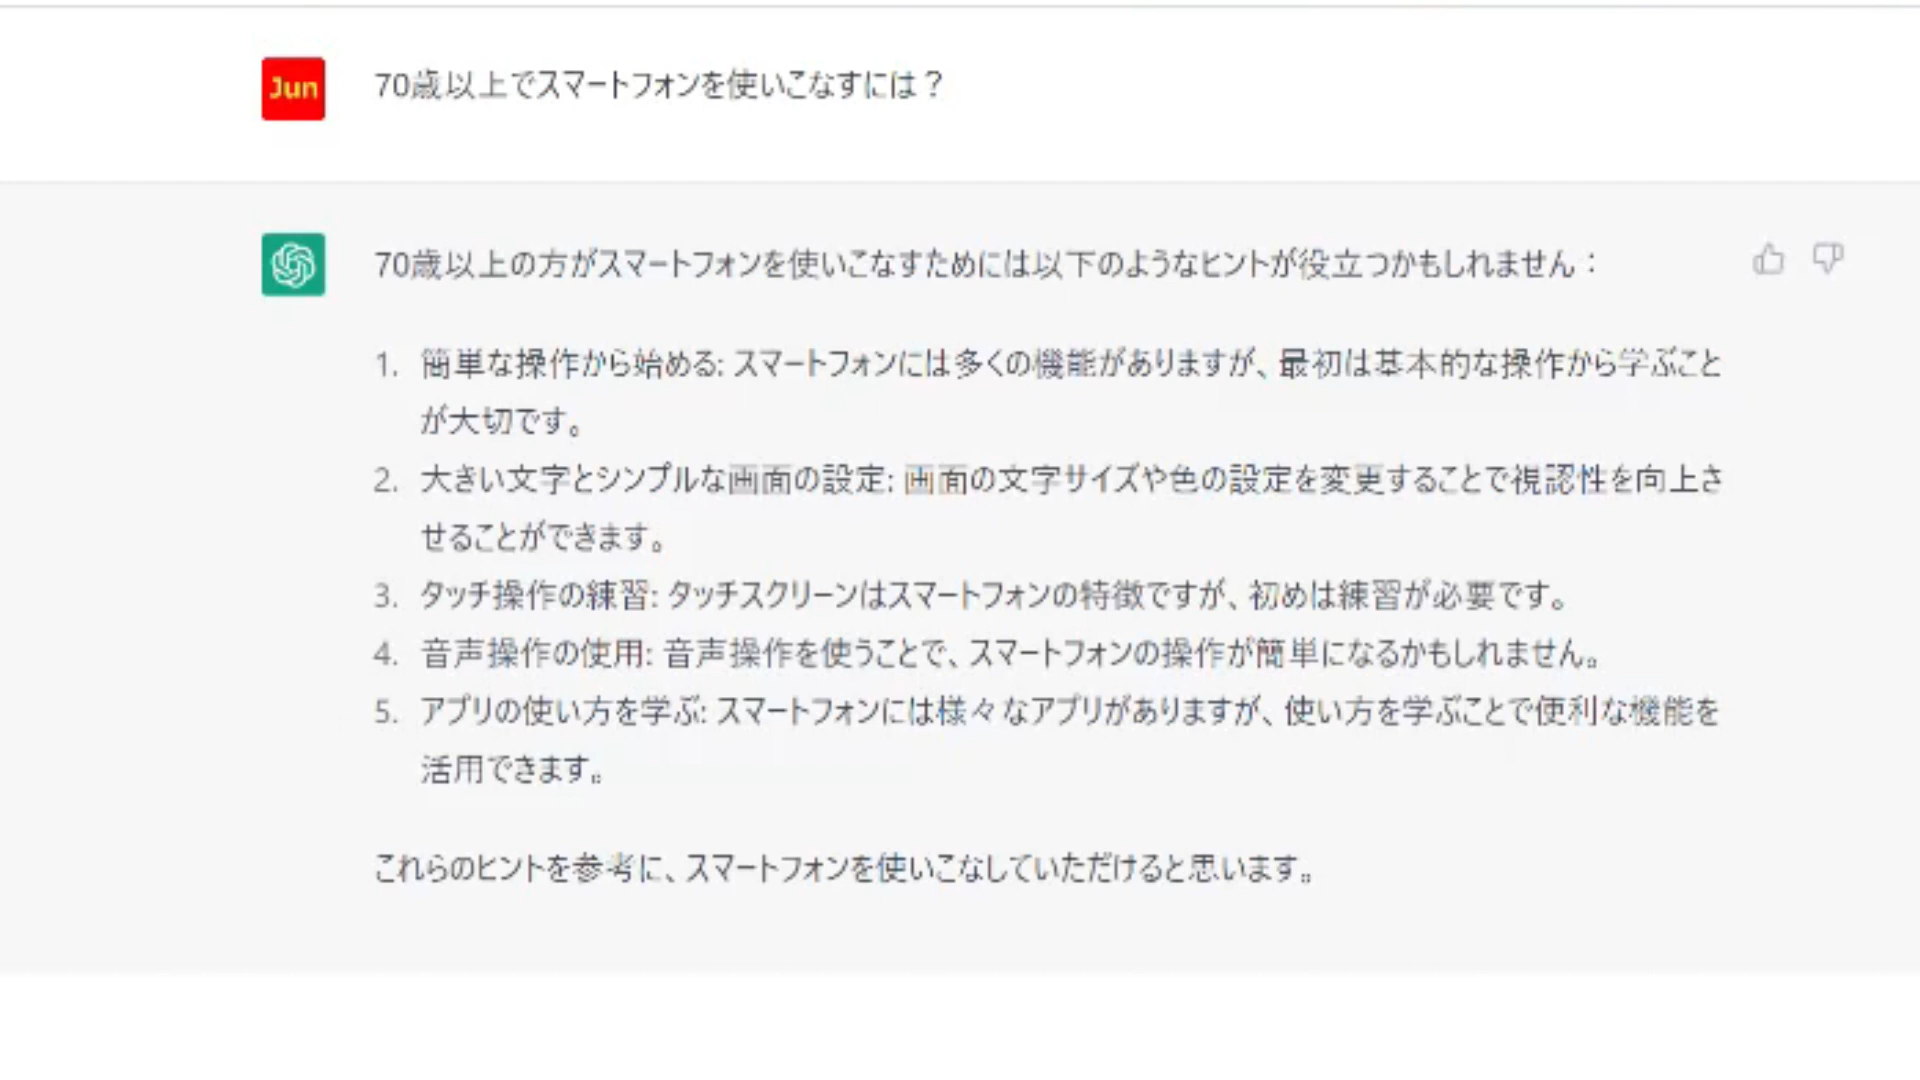 Jun
70歳以上でスマートフォンを使いこなすには？
70歳以上の方がスマートフォンを使いこなすためには以下のようなヒントが役立つかもしれません：
1. 簡単な操作から始める: スマートフォンには多くの機能がありますが、最初は基本的な操作から学ぶこと
が大切です。
2. 大きい文字とシンプルな画面の設定: 画面の文字サイズや色の設定を変更することで視認性を向上さ
せることができます。
3. タッチ操作の練習: タッチスクリーンはスマートフォンの特徴ですが、初めは練習が必要です。
4. 音声操作の使用: 音声操作を使うことで、スマートフォンの操作が簡単になるかもしれません。
5. アプリの使い方を学ぶ: スマートフォンには様々なアプリがありますが、使い方を学ぶことで便利な機能を
活用できます。
これらのヒントを参考に、スマートフォンを使いこなしていただけると思います。